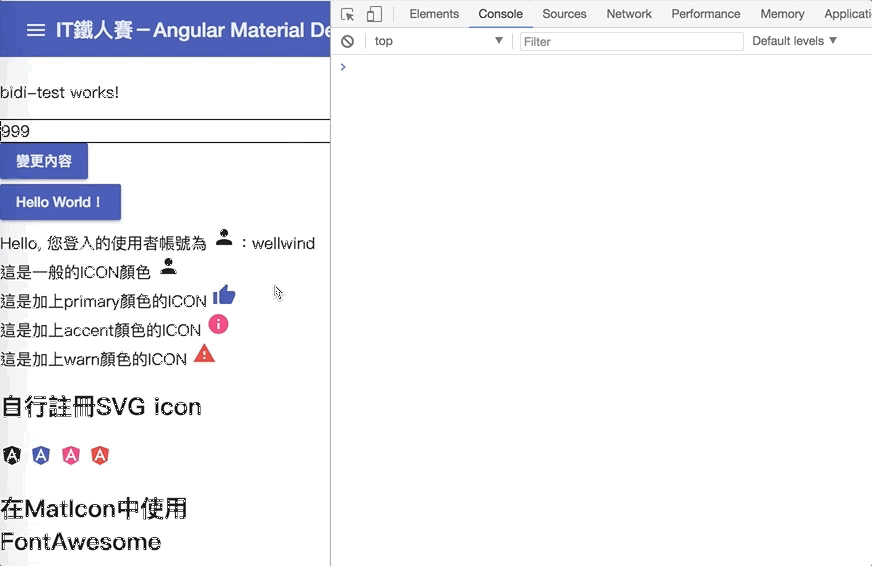 IT鐵人賽－Angular Material De
bidi-test works!
999
變更內容
Hello World！
Hello, 您登入的使用者帳號為 ：wellwind
這是一般的ICON顏色
這是加上primary顏色的ICON
這是加上accent顏色的ICON
這是加上warn顏色的ICON
自行註冊SVG icon
A A A A
在MatIcon中使用
FontAwesome
Elements Console Sources Network Performance Memory Applicati
top Filter Default levels